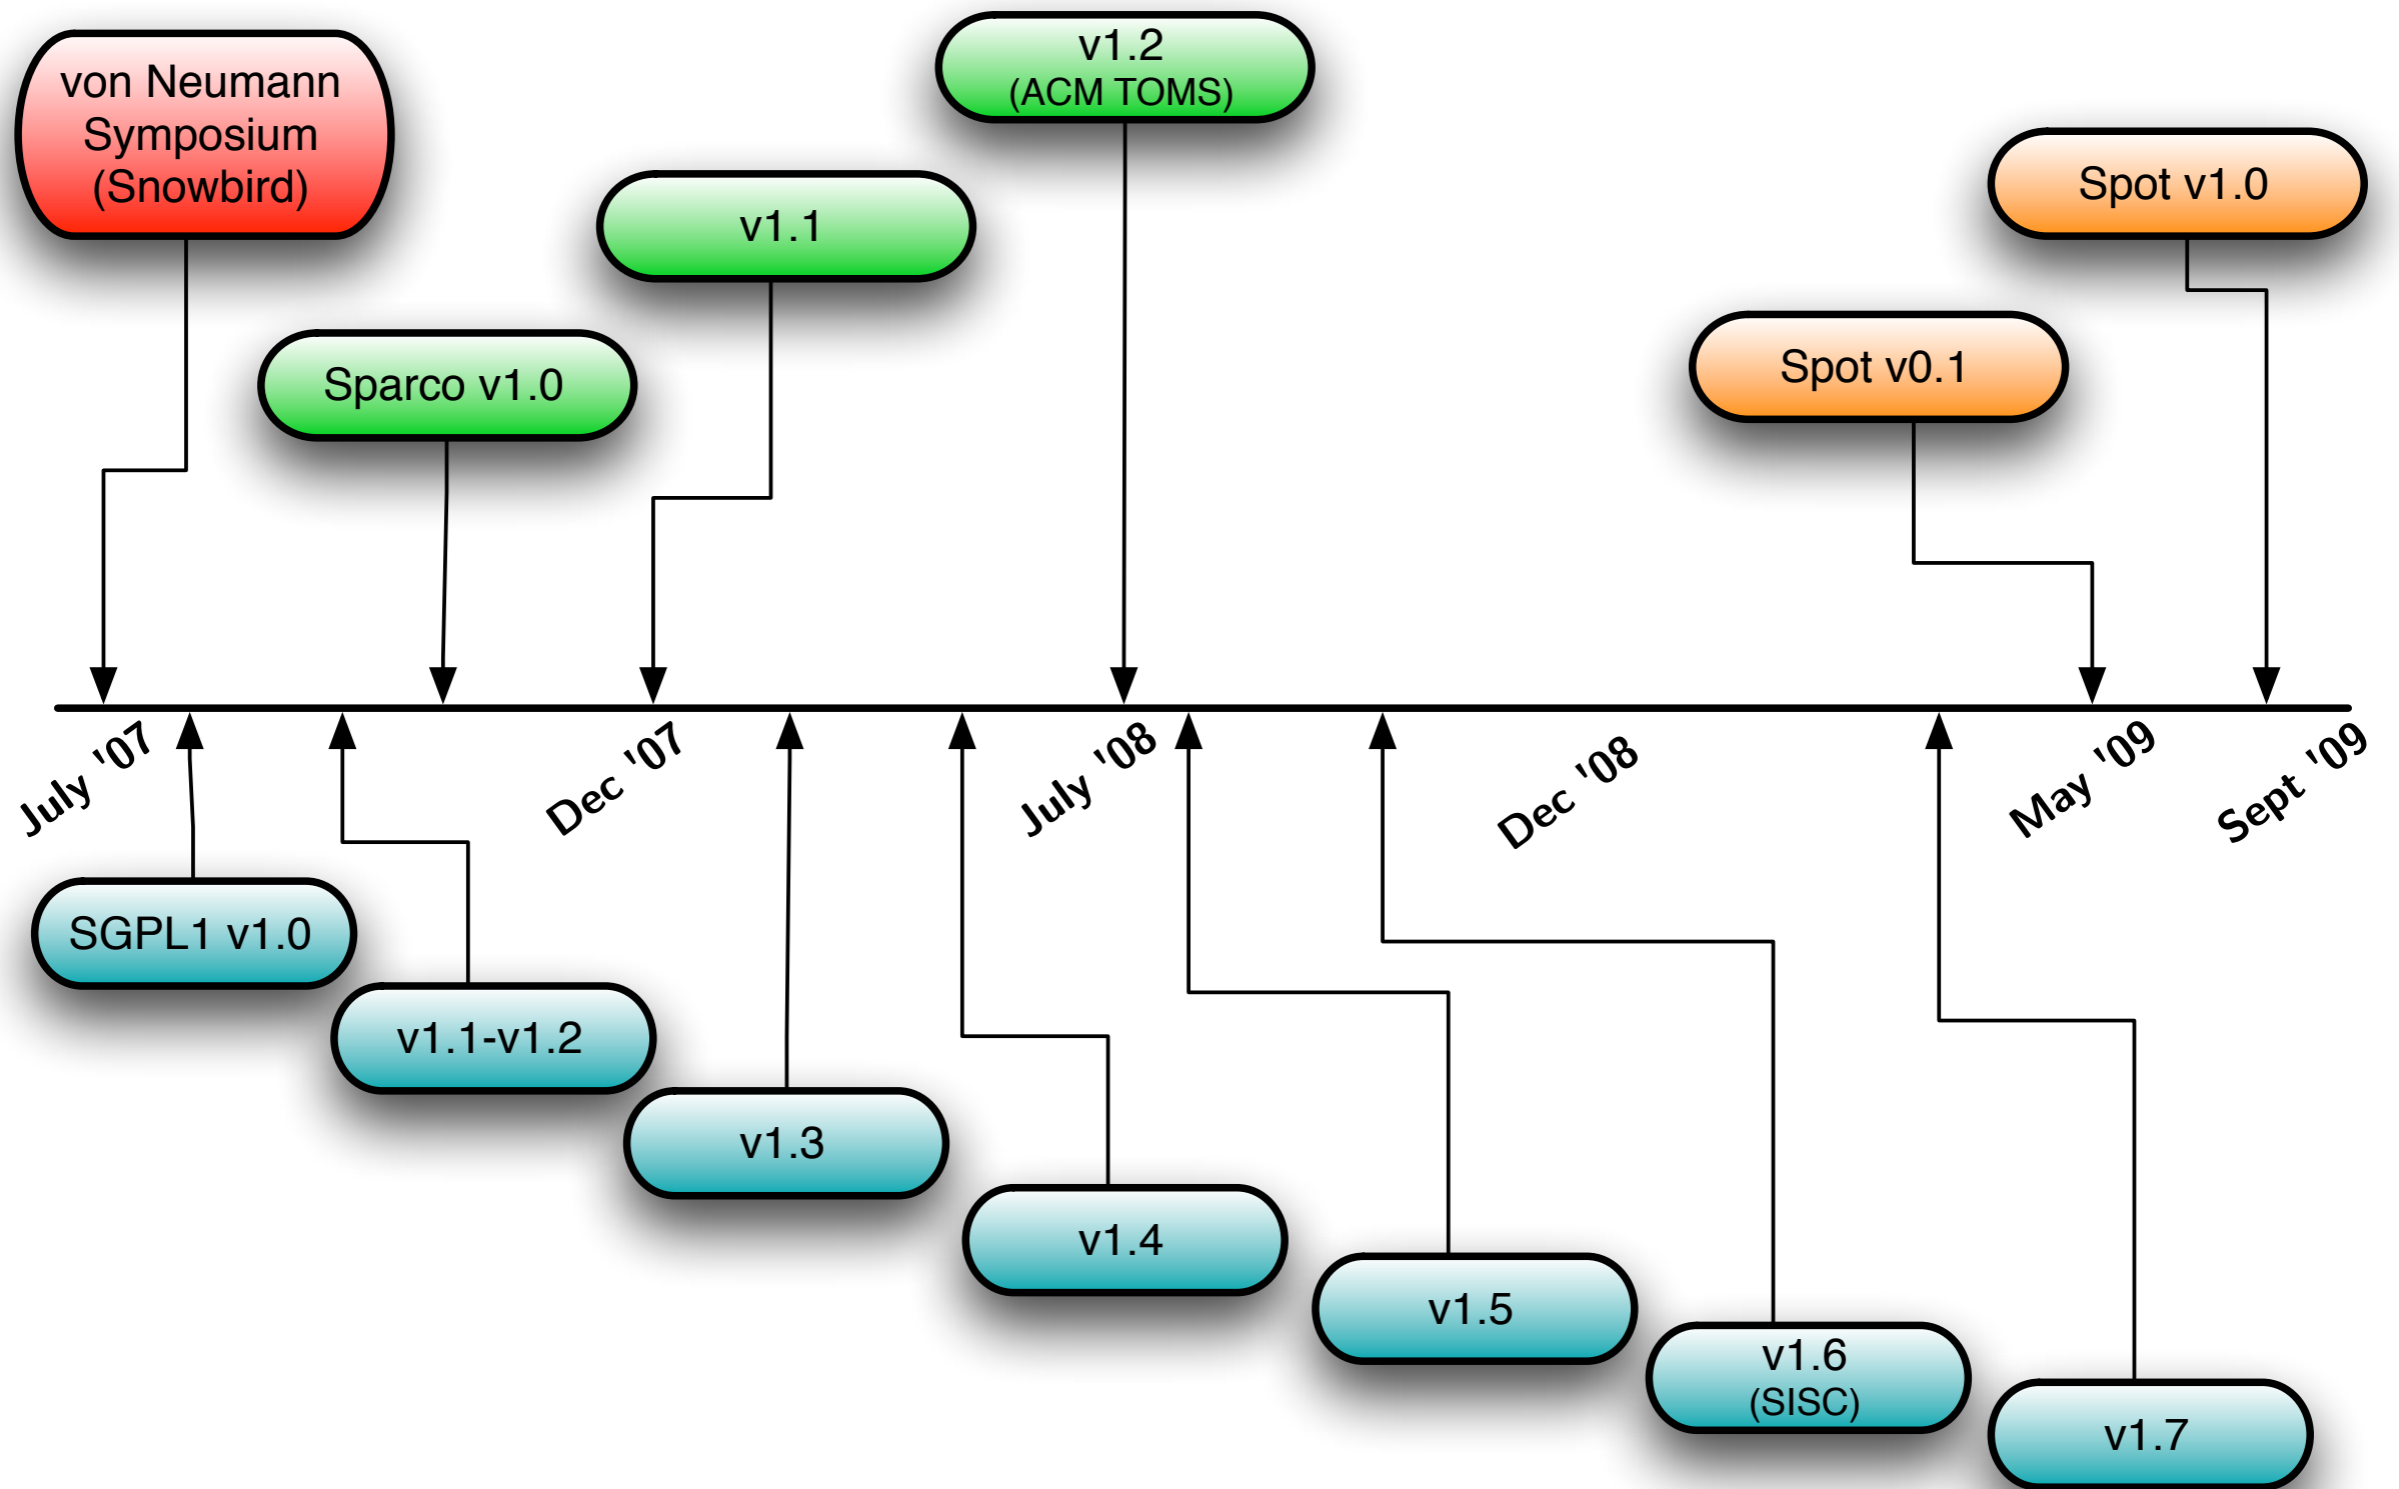 von Neumann
Symposium
(Snowbird)
v1.2
(ACM TOMS)
v1.1
Sparco v1.0
Spot v1.0
Spot v0.1
July '07
Dec '07
July '08
Dec '08
May '09
Sept '09
SGPL1 v1.0
v1.1-v1.2
v1.3
v1.4
v1.5
v1.6
(SISC)
v1.7